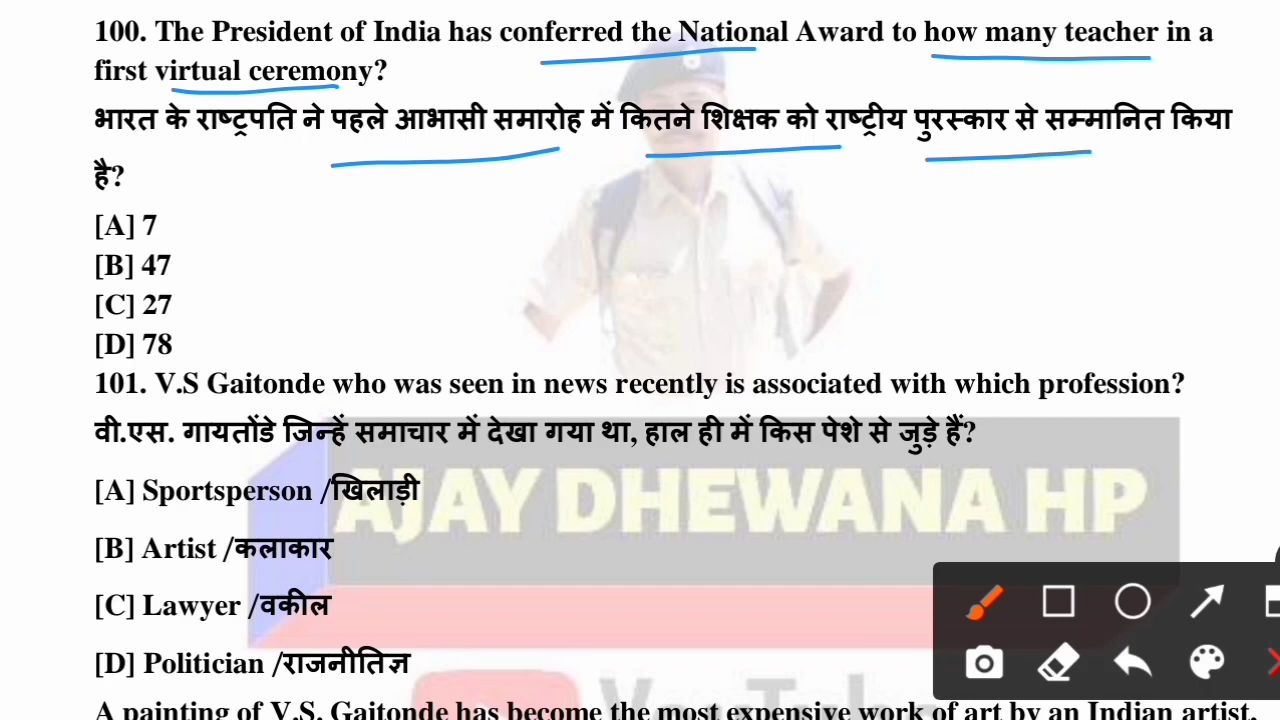 100. The President of India has conferred the National Award to how many teacher in a
first virtual ceremony?
भारत के राष्ट्रपति ने पहले आभासी समारोह में कितने शिक्षक को राष्ट्रीय पुरस्कार से सम्मानित किया
है?
[A] 7
[B] 47
[C] 27
[D] 78
101. V.S Gaitonde who was seen in news recently is associated with which profession?
वी.एस. गायतोंडे जिन्हें समाचार में देखा गया था, हाल ही में किस पेशे से जुड़े हैं?
[A] Sportsperson /खिलाड़ी
AJAY DHEWANA HP
[B] Artist /कलाकार
[C] Lawyer /वकील
[D] Politician /राजनीतिज्ञ
A painting of V.S. Gaitonde has become the most expensive work of art by an Indian artist.